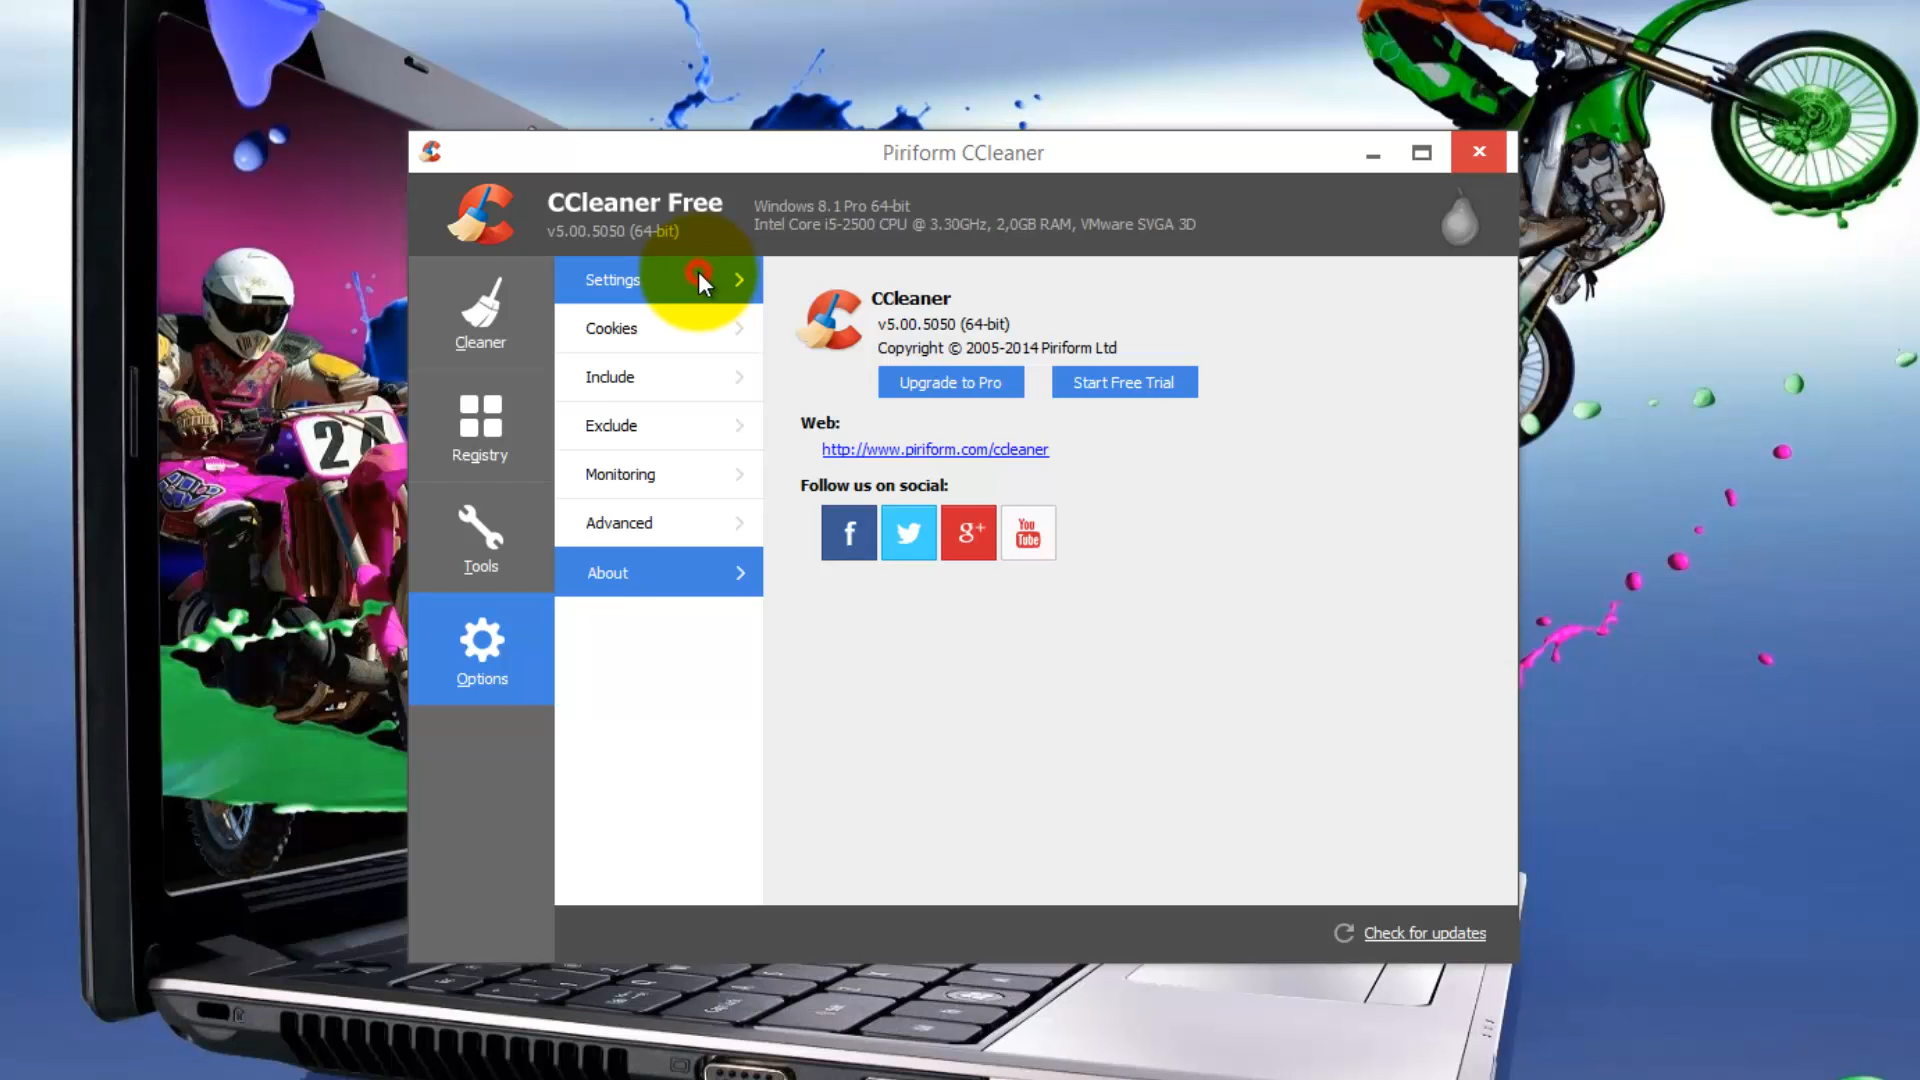 Piriform CCleaner
CCleaner Free
v5.00.5050 (64-bit)
Windows 8.1 Pro 64-bit
Intel Core i5-2500 CPU @ 3.30GHz, 2,0GB RAM, VMware SVGA 3D
Cleaner
Registry
Tools
Options
Settings
Cookies
Include
Exclude
Monitoring
Advanced
About
CCleaner
v5.00.5050 (64-bit)
Copyright © 2005-2014 Piriform Ltd
Upgrade to Pro
Start Free Trial
Web:
http://www.piriform.com/ccleaner
Follow us on social:
f
g+
You
Tube
Check for updates
24